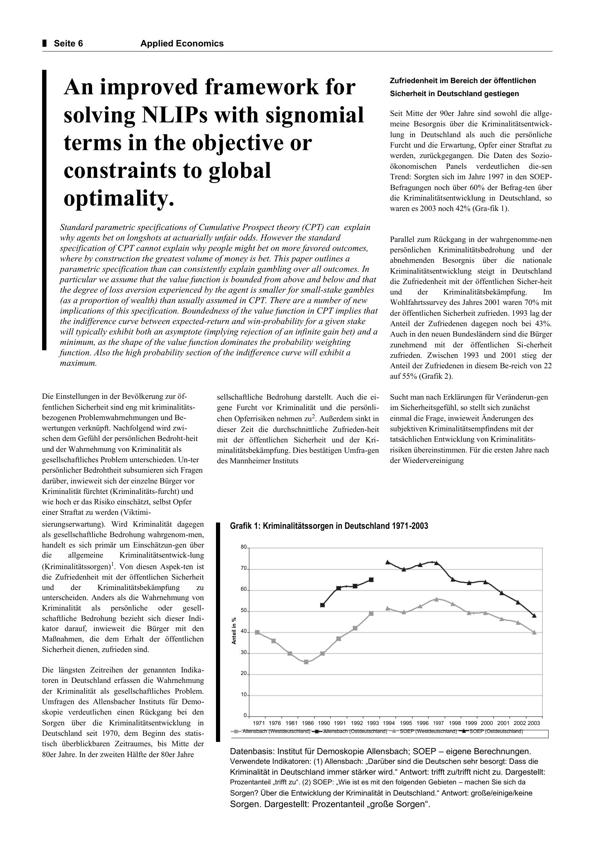 Seite 6
Applied Economics
An improved framework for
solving NLIPs with signomial
terms in the objective or
constraints to global
optimality.
Standard parametric specifications of Cumulative Prospect theory (CPT) can explain
why agents bet on longshots at actuarially unfair odds. However the standard
specification of CPT cannot explain why people might bet on more favored outcomes,
where by construction the greatest volume of money is bet. This paper outlines a
parametric specification than can consistently explain gambling over all outcomes. In
particular we assume that the value function is bounded from above and below and that
the degree of loss aversion experienced by the agent is smaller for small-stake gambles
(as a proportion of wealth) than usually assumed in CPT. There are a number of new
implications of this specification. Boundedness of the value function in CPT implies that
the indifference curve between expected-return and win-probability for a given stake
will typically exhibit both an asymptote (implying rejection of an infinite gain bet) and a
minimum, as the shape of the value function dominates the probability weighting
function. Also the high probability section of the indifference curve will exhibit a
maximum.
Zufriedenheit im Bereich der öffentlichen
Sicherheit in Deutschland gestiegen
Seit Mitte der 90er Jahre sind sowohl die allge-
meine Besorgnis über die Kriminalitätsentwick-
lung in Deutschland als auch die persönliche
Furcht und die Erwartung, Opfer einer Straftat zu
werden, zurückgegangen. Die Daten des Sozio-
ökonomischen Panels verdeutlichen die-sen
Trend: Sorgten sich im Jahre 1997 in den SOEP-
Befragungen noch über 60% der Befrag-ten über
die Kriminalitätsentwicklung in Deutschland, so
waren es 2003 noch 42% (Gra-fik 1).
Parallel zum Rückgang in der wahrgenomme-nen
persönlichen Kriminalitätsbedrohung und der
abnehmenden Besorgnis über die nationale
Kriminalitätsentwicklung steigt in Deutschland
die Zufriedenheit mit der öffentlichen Sicher-heit
und der Kriminalitätsbekämpfung. Im
Wohlfahrtssurvey des Jahres 2001 waren 70% mit
der öffentlichen Sicherheit zufrieden. 1993 lag der
Anteil der Zufriedenen dagegen noch bei 43%.
Auch in den neuen Bundesländern sind die Bürger
zunehmend mit der öffentlichen Si-cherheit
zufrieden. Zwischen 1993 und 2001 stieg der
Anteil der Zufriedenen in diesem Be-reich von 22
auf 55% (Grafik 2).
Die Einstellungen in der Bevölkerung zur öf-
fentlichen Sicherheit sind eng mit kriminalitäts-
bezogenen Problemwahrnehmungen und Be-
wertungen verknüpft. Nachfolgend wird zwi-
schen dem Gefühl der persönlichen Bedroht-heit
und der Wahrnehmung von Kriminalität als
gesellschaftliches Problem unterschieden. Un-ter
persönlicher Bedrohtheit subsumieren sich Fragen
darüber, inwieweit sich der einzelne Bürger vor
Kriminalität fürchtet (Kriminalitäts-furcht) und
wie hoch er das Risiko einschätzt, selbst Opfer
einer Straftat zu werden (Viktimi-
sierungserwartung). Wird Kriminalität dagegen
als gesellschaftliche Bedrohung wahrgenom-men,
handelt es sich primär um Einschätzun-gen über
die allgemeine Kriminalitätsentwick-lung
(Kriminalitätssorgen)1. Von diesen Aspek-ten ist
die Zufriedenheit mit der öffentlichen Sicherheit
und der Kriminalitätsbekämpfung zu
unterscheiden. Anders als die Wahrnehmung von
Kriminalität als persönliche oder gesell-
schaftliche Bedrohung bezieht sich dieser Indi-
kator darauf, inwieweit die Bürger mit den
Maßnahmen, die dem Erhalt der öffentlichen
Sicherheit dienen, zufrieden sind.
Die längsten Zeitreihen der genannten Indika-
toren in Deutschland erfassen die Wahrnehmung
der Kriminalität als gesellschaftliches Problem.
Umfragen des Allensbacher Instituts für Demo-
skopie verdeutlichen einen Rückgang bei den
Sorgen über die Kriminalitätsentwicklung in
Deutschland seit 1970, dem Beginn des statis-
tisch überblickbaren Zeitraumes, bis Mitte der
80er Jahre. In der zweiten Hälfte der 80er Jahre
sellschaftliche Bedrohung darstellt. Auch die ei-
gene Furcht vor Kriminalität und die persönli-
chen Opferrisiken nehmen zu2. Außerdem sinkt in
dieser Zeit die durchschnittliche Zufrieden-heit
mit der öffentlichen Sicherheit und der Kri-
minalitätsbekämpfung. Dies bestätigen Umfra-gen
des Mannheimer Instituts
Sucht man nach Erklärungen für Veränderun-gen
im Sicherheitsgefühl, so stellt sich zunächst
einmal die Frage, inwieweit Änderungen des
subjektiven Kriminalitätsempfindens mit der
tatsächlichen Entwicklung von Kriminalitäts-
risiken übereinstimmen. Für die ersten Jahre nach
der Wiedervereinigung
Grafik 1: Kriminalitätssorgen in Deutschland 1971-2003
Anteil in %
80
70
60
50
40
30
20
10
0
1971 1976 1981 1986 1990 1991 1992 1993 1994 1995 1996 1997 1998 1999 2000 2001 2002 2003
Allensbach (Westdeutschland) Allensbach (Ostdeutschland) SOEP (Westdeutschland) SOEP (Ostdeutschland)
Datenbasis: Institut für Demoskopie Allensbach; SOEP – eigene Berechnungen.
Verwendete Indikatoren: (1) Allensbach: „Darüber sind die Deutschen sehr besorgt: Dass die
Kriminalität in Deutschland immer stärker wird.“ Antwort: trifft zu/trifft nicht zu. Dargestellt:
Prozentanteil „trifft zu“. (2) SOEP: „Wie ist es mit den folgenden Gebieten – machen Sie sich da
Sorgen? Über die Entwicklung der Kriminalität in Deutschland.“ Antwort: große/einige/keine
Sorgen. Dargestellt: Prozentanteil „große Sorgen“.